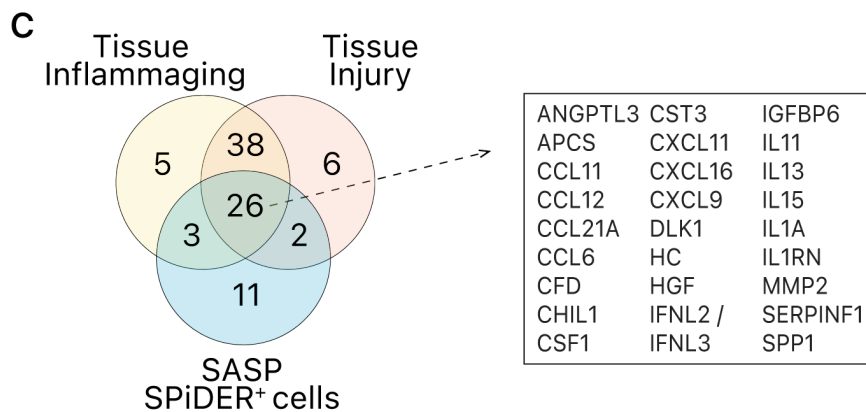 C
Tissue
Inflammaging
Tissue
Injury
5
38
6
26
3
2
11
SASP
SPiDER⁺ cells
ANGPTL3 CST3 IGFBP6
APCS CXCL11 IL11
CCL11 CXCL16 IL13
CCL12 CXCL9 IL15
CCL21A DLK1 IL1A
CCL6 HC IL1RN
CFD HGF MMP2
CHIL1 IFNL2 / SERPINF1
CSF1 IFNL3 SPP1